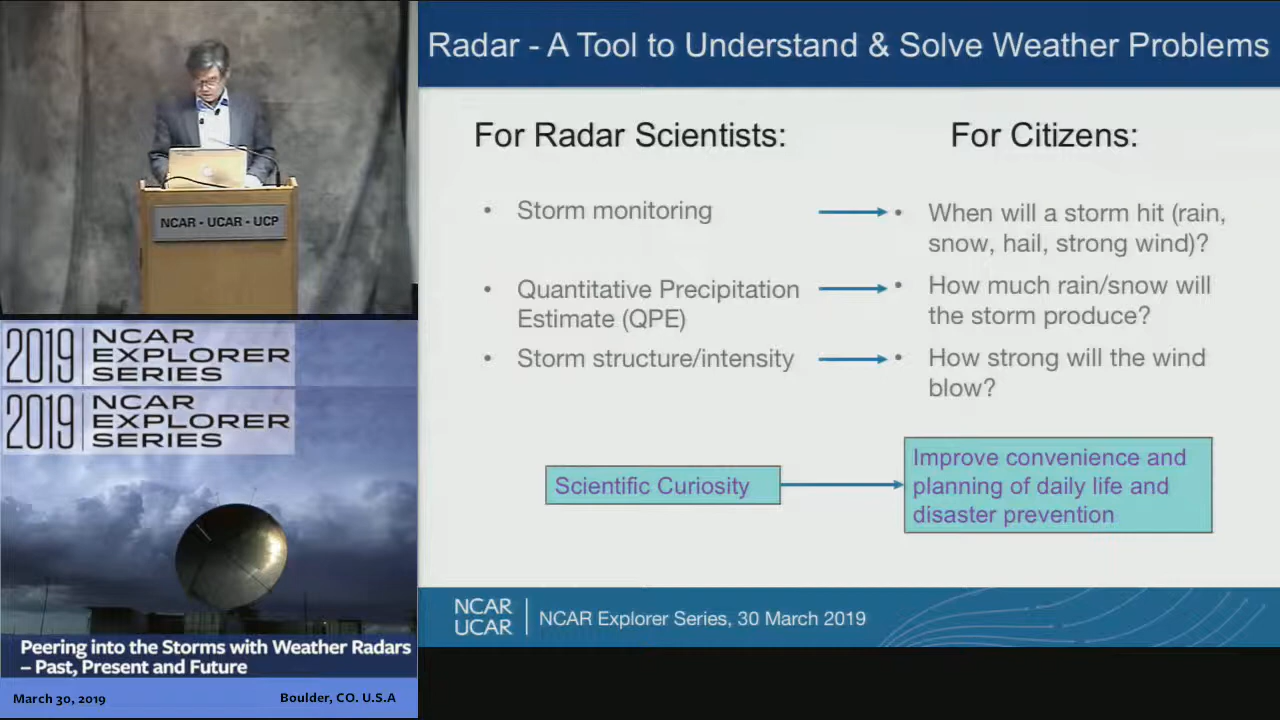 NCAR - UCAR - UCP
2019 NCAR
EXPLORER
SERIES
2019 NCAR
EXPLORER
SERIES
Peering into the Storms with Weather Radars
– Past, Present and Future
March 30, 2019
Boulder, CO. U.S.A
Radar - A Tool to Understand & Solve Weather Problems
For Radar Scientists:
For Citizens:
• Storm monitoring
• When will a storm hit (rain,
snow, hail, strong wind)?
• Quantitative Precipitation
Estimate (QPE)
• How much rain/snow will
the storm produce?
• Storm structure/intensity
• How strong will the wind
blow?
Scientific Curiosity
Improve convenience and
planning of daily life and
disaster prevention
NCAR
UCAR
NCAR Explorer Series, 30 March 2019